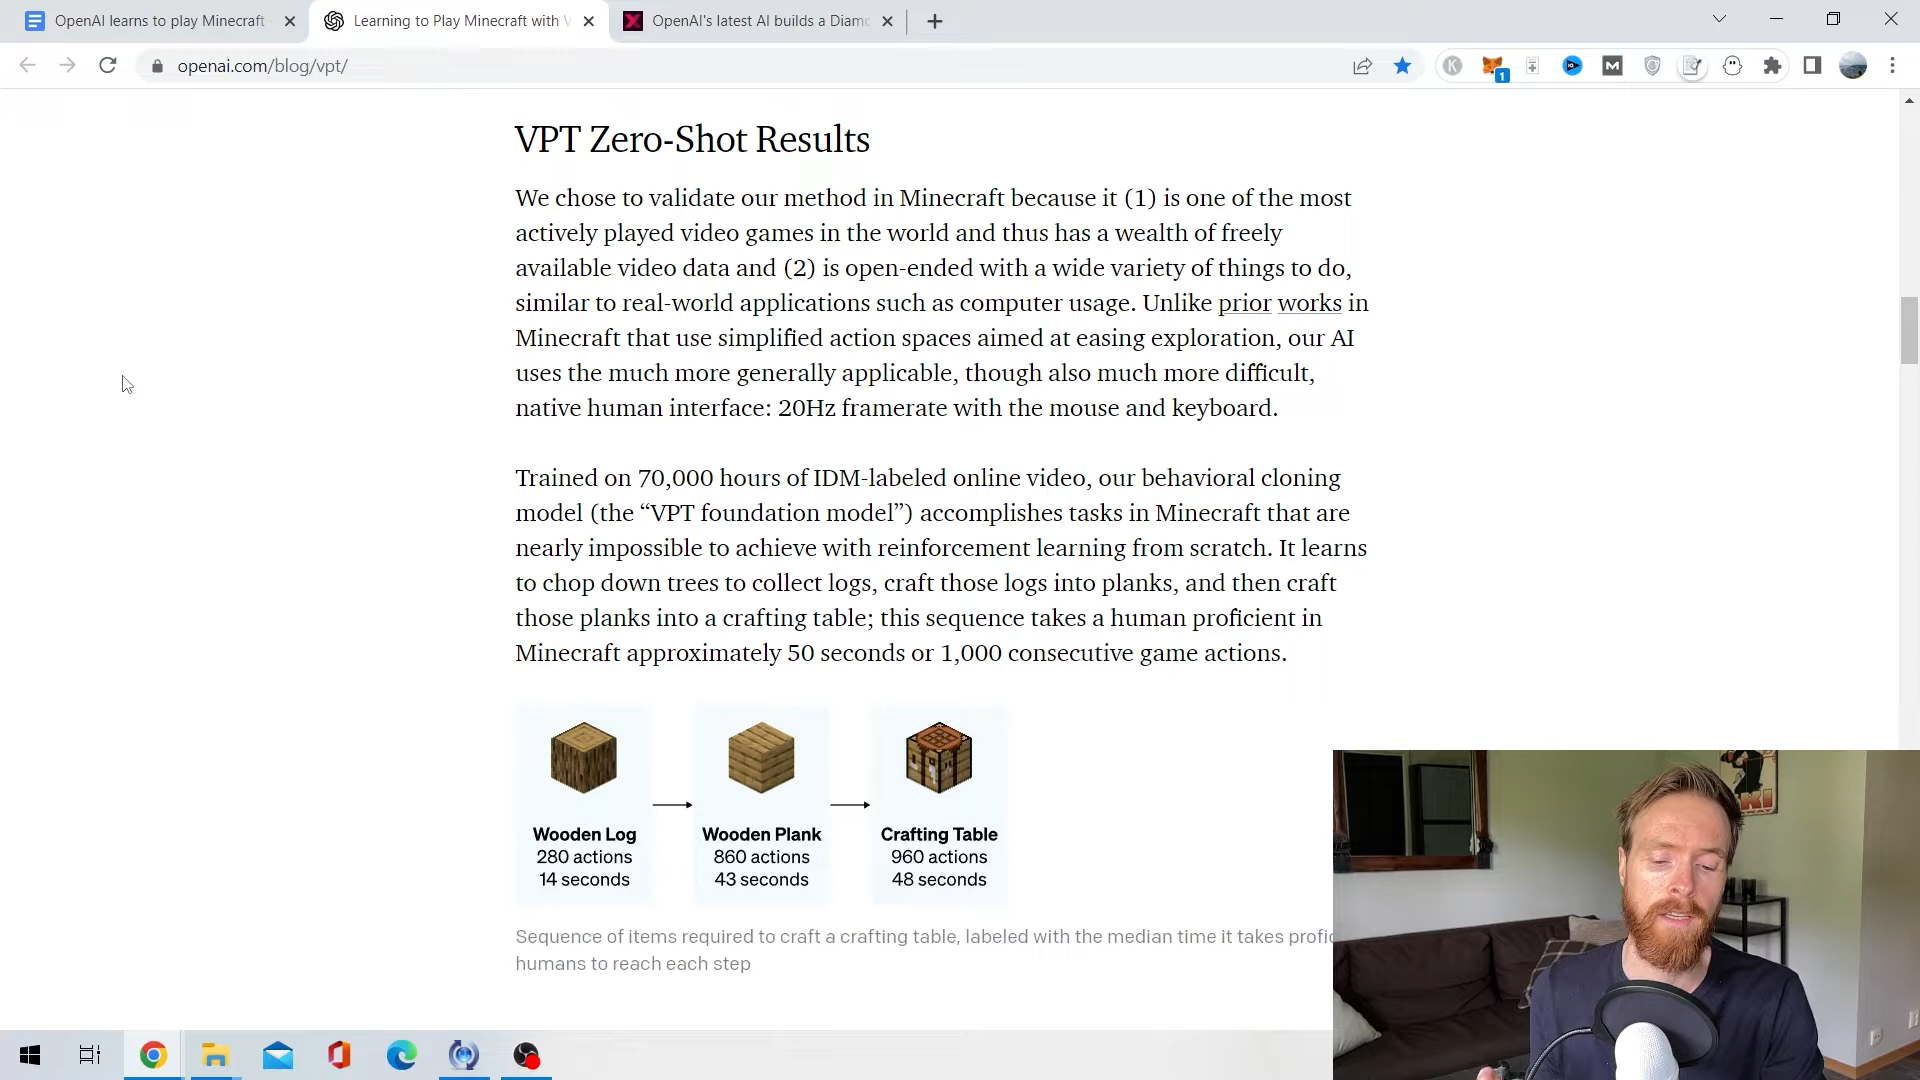 OpenAI learns to play Minecraft
Learning to Play Minecraft with V
OpenAI's latest AI builds a Diamo
openai.com/blog/vpt/
1
VPT Zero-Shot Results
We chose to validate our method in Minecraft because it (1) is one of the most
actively played video games in the world and thus has a wealth of freely
available video data and (2) is open-ended with a wide variety of things to do,
similar to real-world applications such as computer usage. Unlike prior works in
Minecraft that use simplified action spaces aimed at easing exploration, our AI
uses the much more generally applicable, though also much more difficult,
native human interface: 20Hz framerate with the mouse and keyboard.
Trained on 70,000 hours of IDM-labeled online video, our behavioral cloning
model (the “VPT foundation model”) accomplishes tasks in Minecraft that are
nearly impossible to achieve with reinforcement learning from scratch. It learns
to chop down trees to collect logs, craft those logs into planks, and then craft
those planks into a crafting table; this sequence takes a human proficient in
Minecraft approximately 50 seconds or 1,000 consecutive game actions.
Wooden Log
280 actions
14 seconds
Wooden Plank
860 actions
43 seconds
Crafting Table
960 actions
48 seconds
Sequence of items required to craft a crafting table, labeled with the median time it takes profic
humans to reach each step